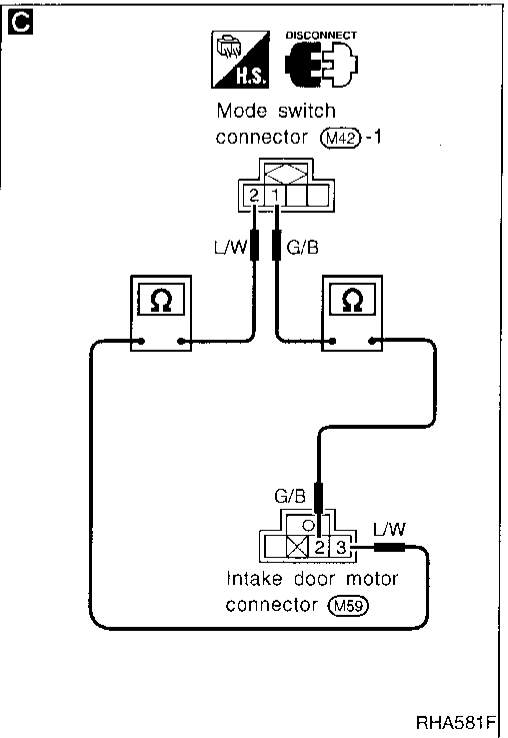 C
DISCONNECT
H.S.
Mode switch
connector M42-1
2 1
L/W G/B
Ω Ω
G/B
L/W
2 3
Intake door motor
connector M59
RHA581F